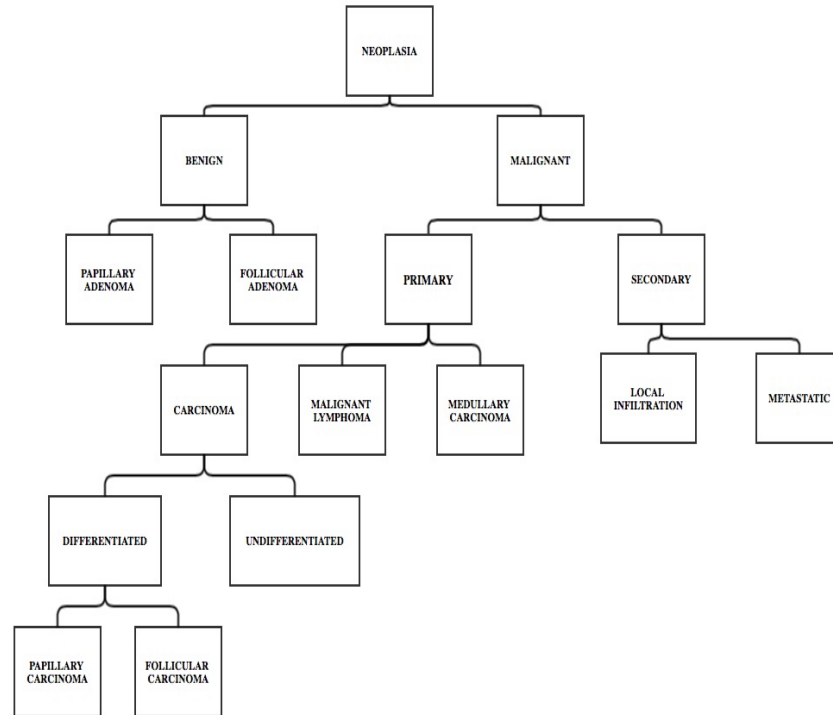 NEOPLASIA
BENIGN
MALIGNANT
PAPILLARY
ADENOMA
FOLLICULAR
ADENOMA
PRIMARY
SECONDARY
CARCINOMA
MALIGNANT
LYMPHOMA
MEDULLARY
CARCINOMA
LOCAL
INFILTRATION
METASTATIC
DIFFERENTIATED
UNDIFFERENTIATED
PAPILLARY
CARCINOMA
FOLLICULAR
CARCINOMA